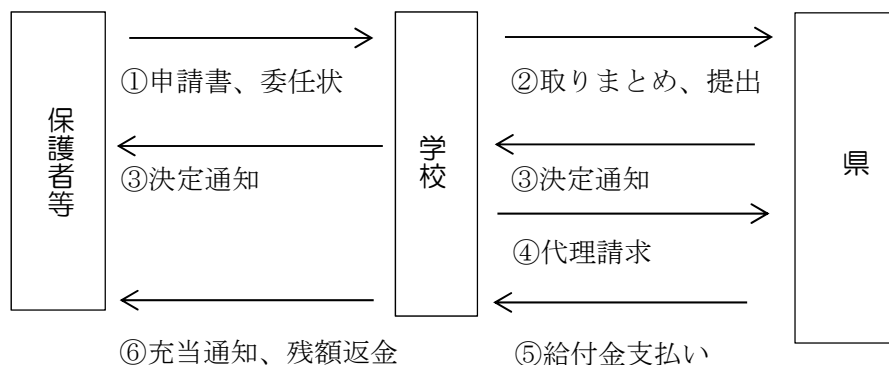 保護者等
学校
県
①申請書、委任状
②取りまとめ、提出
③決定通知
③決定通知
④代理請求
⑥充当通知、残額返金
⑤給付金支払い